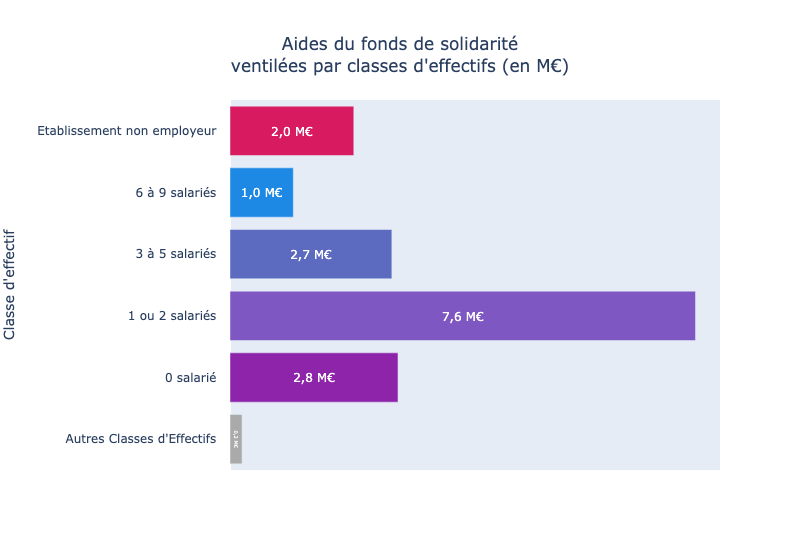 Aides du fonds de solidarité
ventilées par classes d'effectifs (en M€)
Classe d'effectif
Etablissement non employeur
2,0 M€
6 à 9 salariés
1,0 M€
3 à 5 salariés
2,7 M€
1 ou 2 salariés
7,6 M€
0 salarié
2,8 M€
Autres Classes d'Effectifs